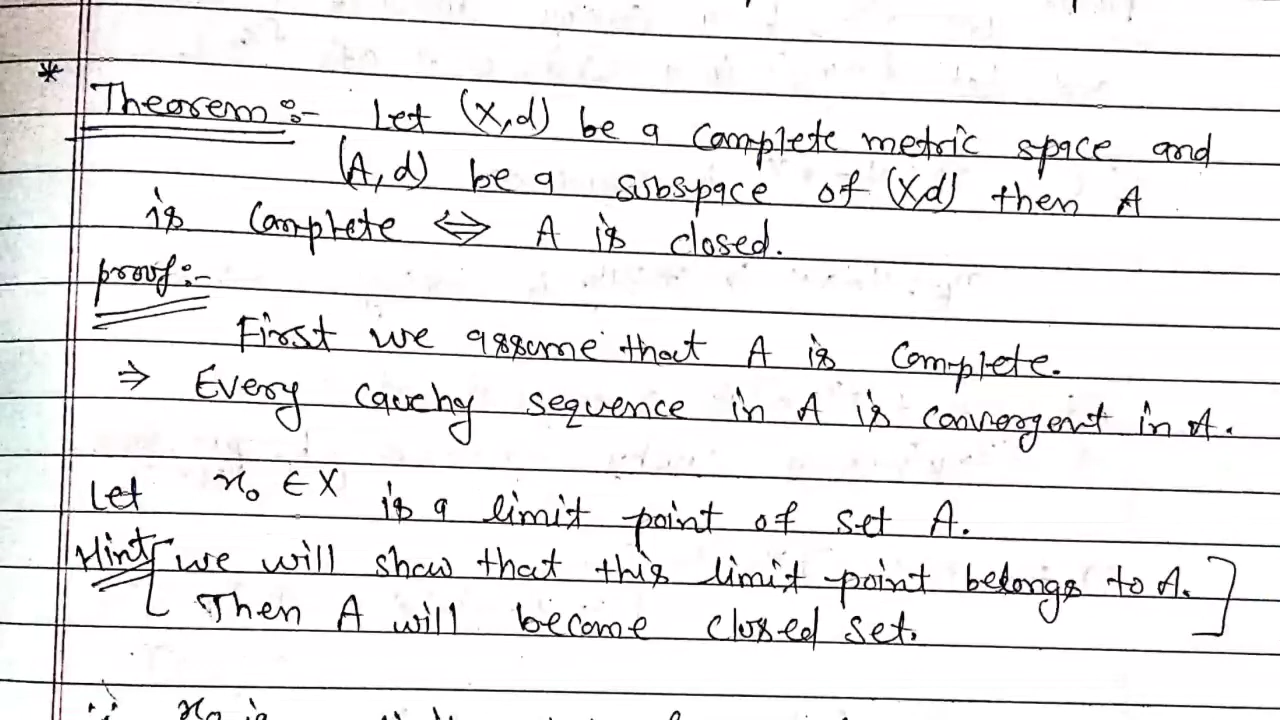 * Theorem :- Let (X,d) be a complete metric space and
(A,d) be a subspace of (X,d) then A
is complete ⇔ A is closed.
proof :-
First we assume that A is complete.
⇒ Every cauchy sequence in A is convergent in A.
Let x₀ ∈ X is a limit point of set A.
Hint [we will show that this limit point belongs to A.
Then A will become closed set.]
∵ x₀ is